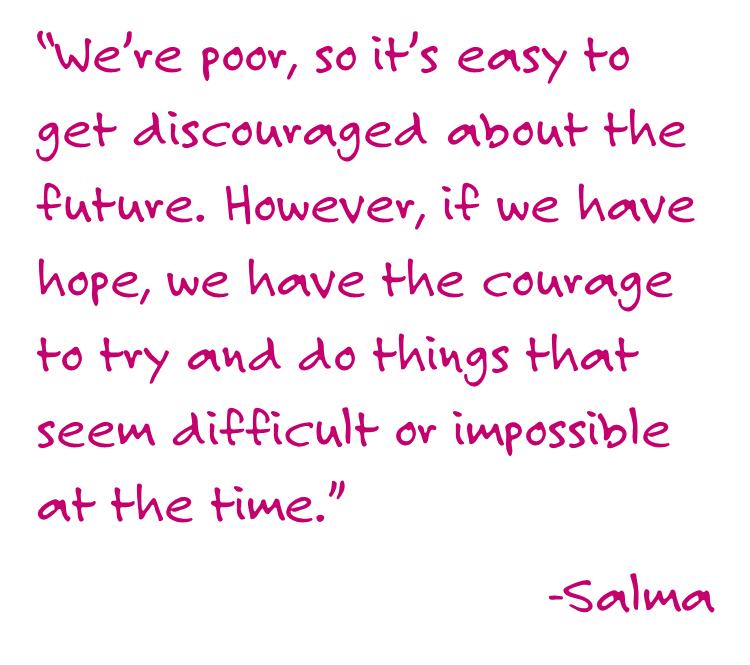 “We’re poor, so it’s easy to
get discouraged about the
future. However, if we have
hope, we have the courage
to try and do things that
seem difficult or impossible
at the time.”
-Salma